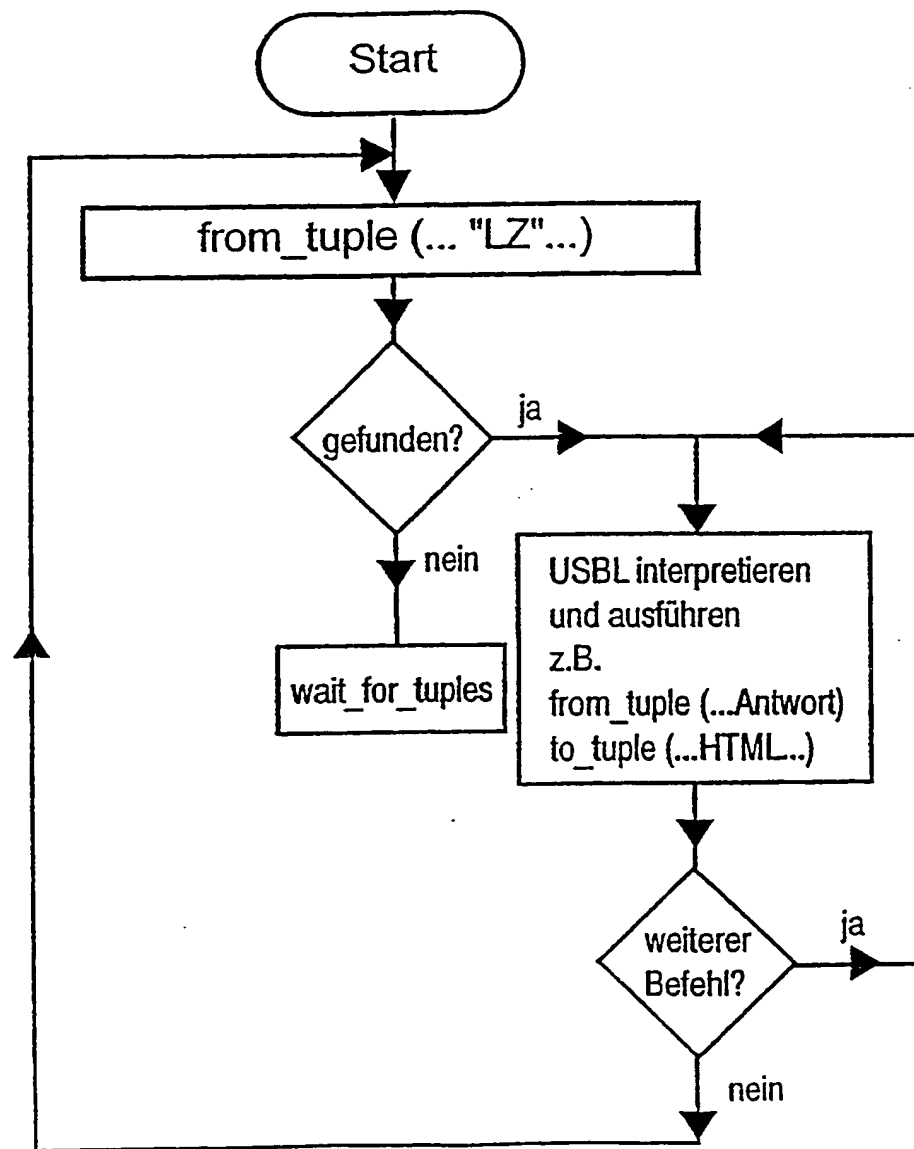 Start
from_tuple (... "LZ"...)
gefunden?
ja
nein
wait_for_tuples
USBL interpretieren
und ausführen
z.B.
from_tuple (...Antwort)
to_tuple (...HTML...)
weiterer
Befehl?
ja
nein